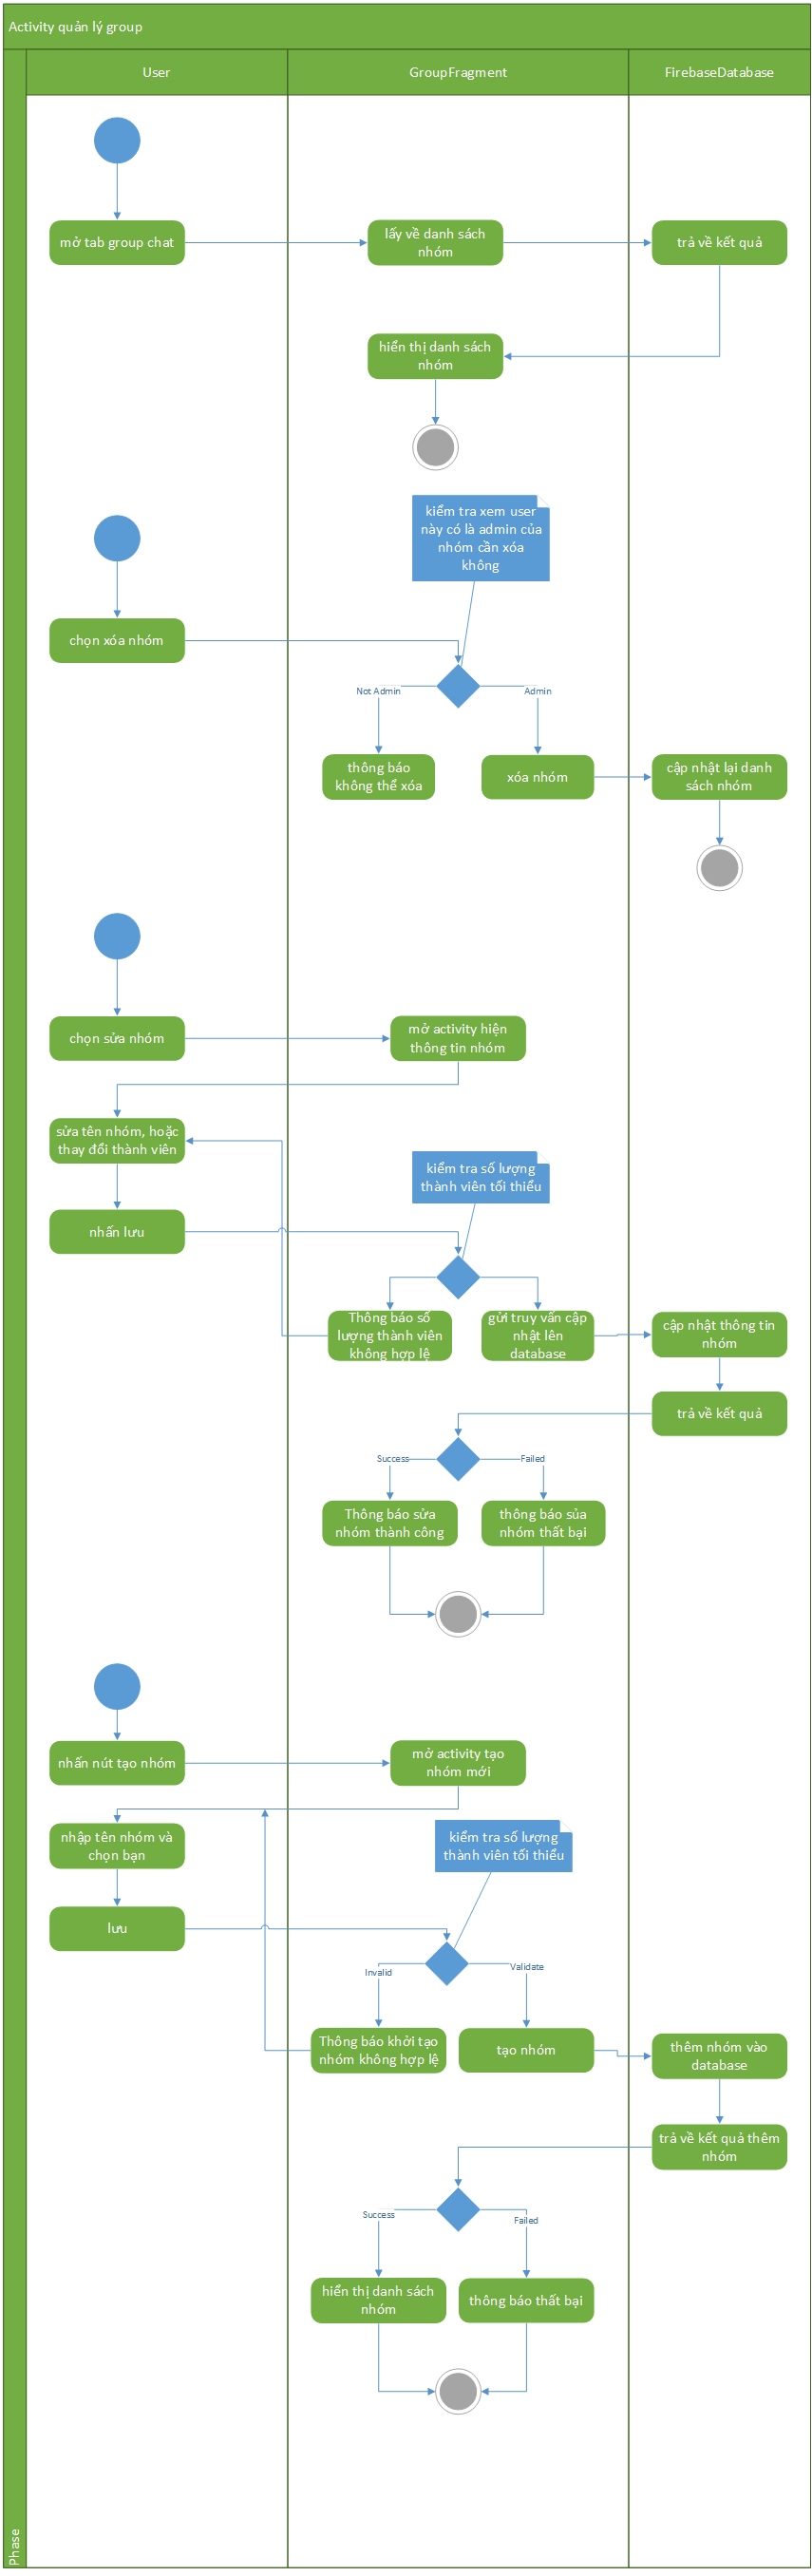 Activity quản lý group
User
GroupFragment
FirebaseDatabase
mở tab group chat
lấy về danh sách
nhóm
trả về kết quả
hiển thị danh sách
nhóm
kiểm tra xem user
này có là admin của
nhóm cần xóa
không
chọn xóa nhóm
Not Admin
Admin
thông báo
không thể xóa
xóa nhóm
cập nhật lại danh
sách nhóm
chọn sửa nhóm
mở activity hiện
thông tin nhóm
sửa tên nhóm, hoặc
thay đổi thành viên
kiểm tra số lượng
thành viên tối thiểu
nhấn lưu
Thông báo số
lượng thành viên
không hợp lệ
gửi truy vấn cập
nhật lên
database
cập nhật thông tin
nhóm
trả về kết quả
Success
Failed
Thông báo sửa
nhóm thành công
thông báo sủa
nhóm thất bại
nhấn nút tạo nhóm
mở activity tạo
nhóm mới
nhập tên nhóm và
chọn bạn
kiểm tra số lượng
thành viên tối thiểu
lưu
Invalid
Validate
Thông báo khởi tạo
nhóm không hợp lệ
tạo nhóm
thêm nhóm vào
database
trả về kết quả thêm
nhóm
Success
Failed
hiển thị danh sách
nhóm
thông báo thất bại
Phase